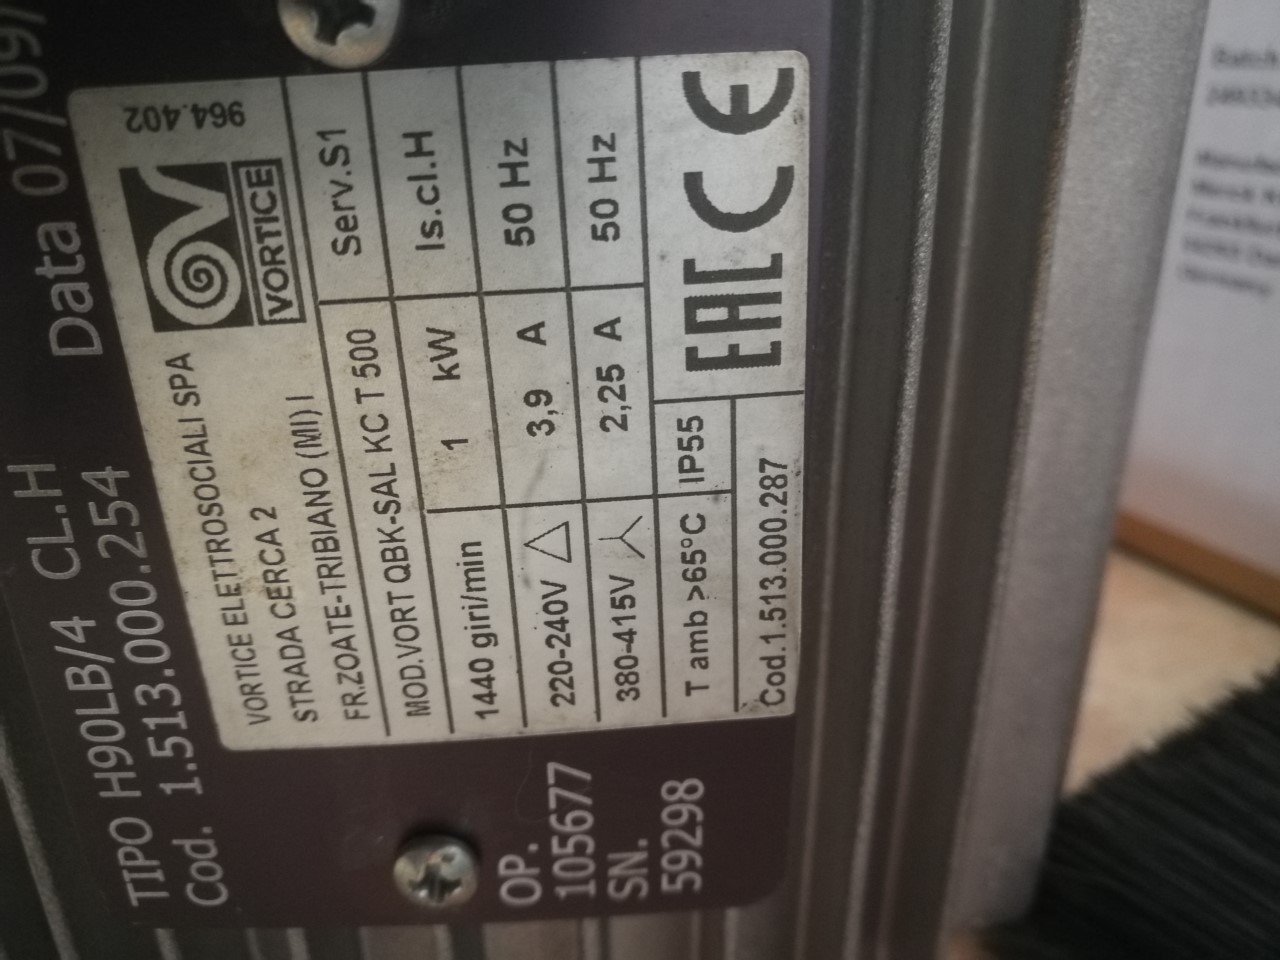 TIPO H90LB/4 CL.H
Cod. 1.513.000.254 Data 07/09/
964.402
VORTICE
VORTICE ELETTROSOCIALI SPA
STRADA CERCA 2
FR.ZOATE-TRIBIANO (MI) I
MOD.VORT QBK-SAL KC T 500 Serv.S1
1440 giri/min 1 kW Is.cl.H
220-240V △ 3,9 A 50 Hz
380-415V 2,25 A 50 Hz
T amb >65°C IP55 EAC CE
Cod.1.513.000.287
OP.
105677
SN.
59298